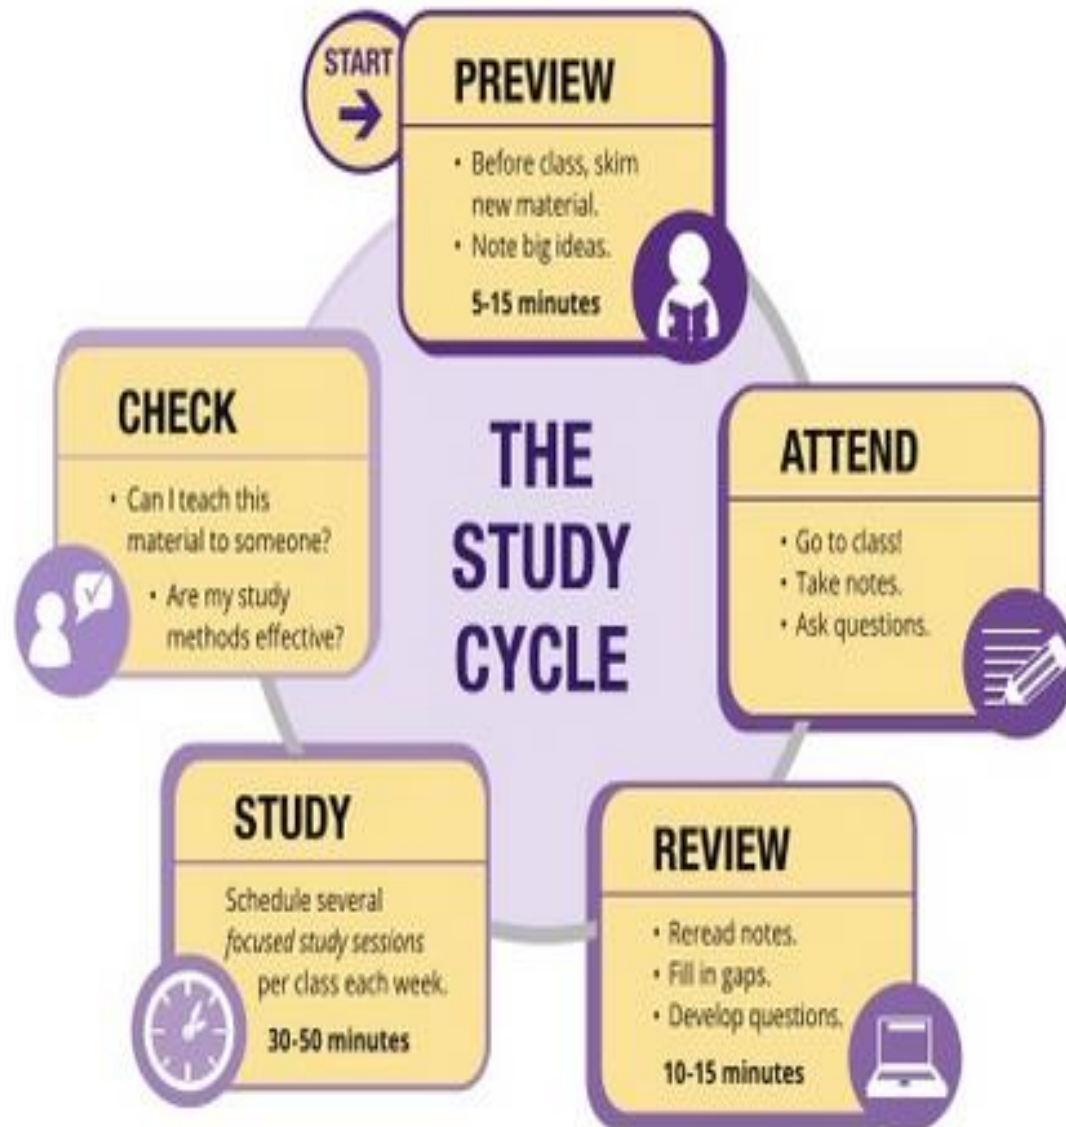 START
PREVIEW
• Before class, skim
new material.
• Note big ideas.
5-15 minutes
THE
STUDY
CYCLE
ATTEND
• Go to class!
• Take notes.
• Ask questions.
REVIEW
• Reread notes.
• Fill in gaps.
• Develop questions.
10-15 minutes
STUDY
Schedule several
focused study sessions
per class each week.
30-50 minutes
CHECK
• Can I teach this
material to someone?
• Are my study
methods effective?